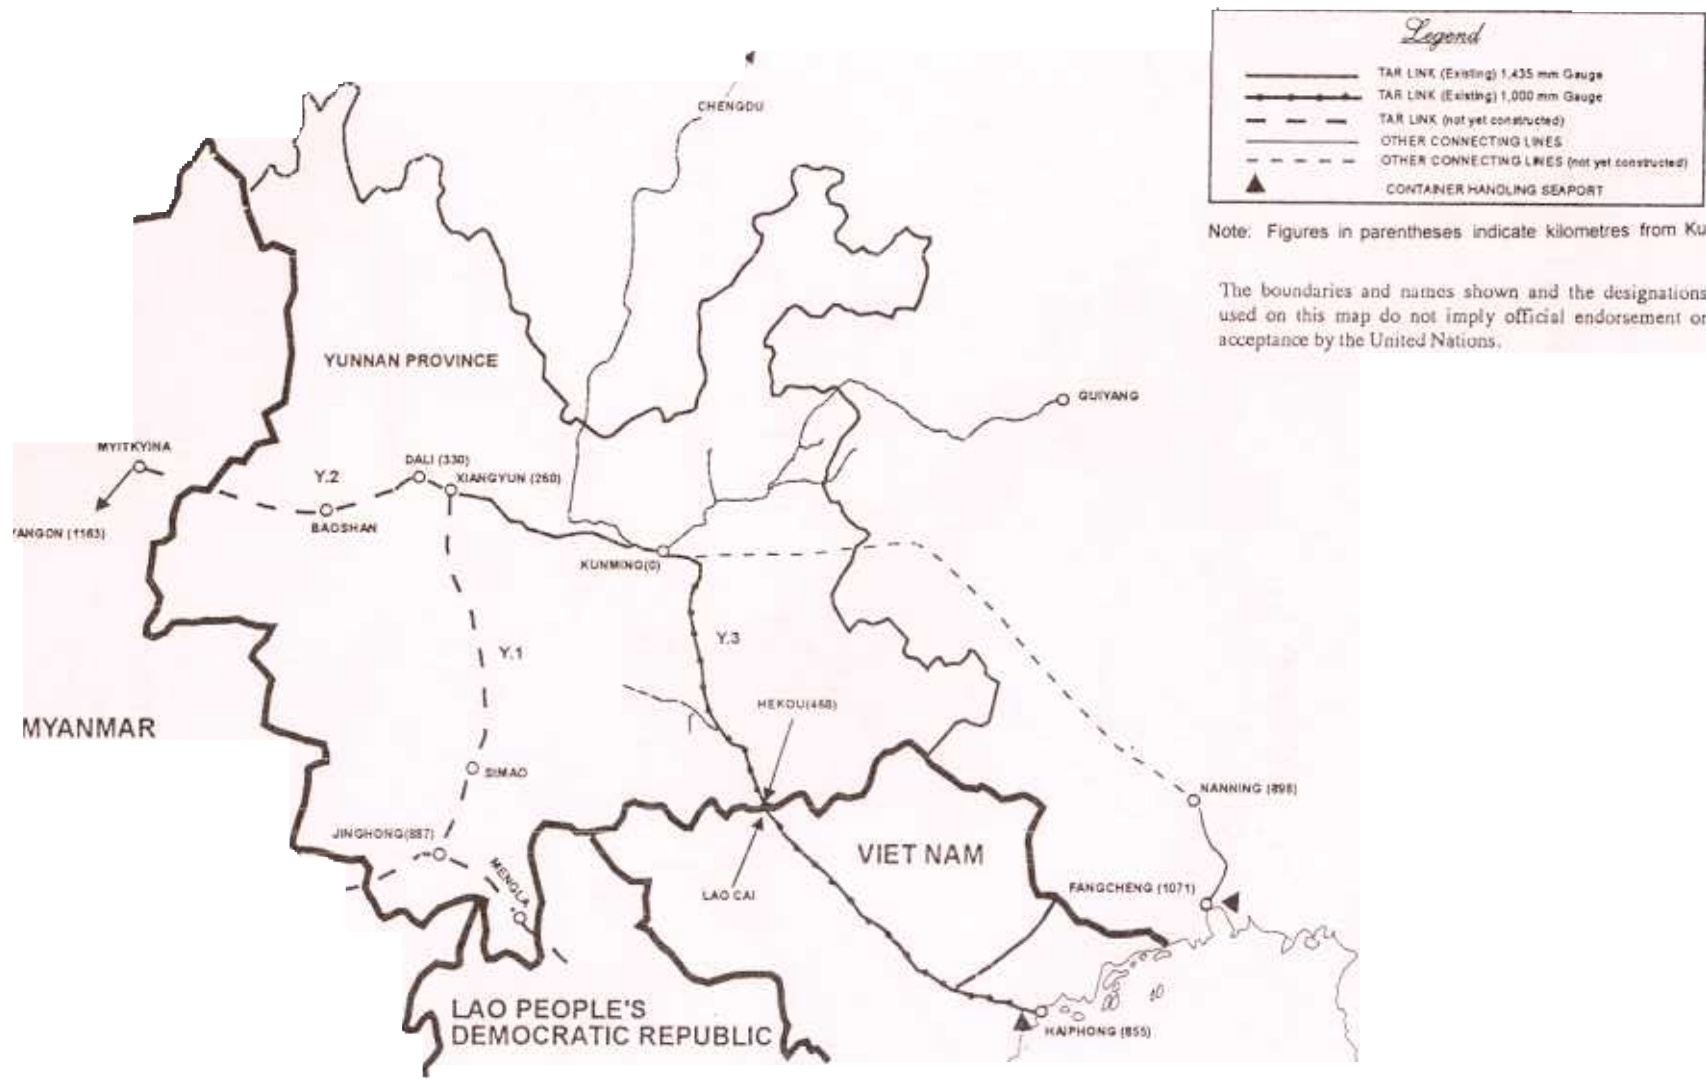 Legend
TAR LINK (Existing) 1,435 mm Gauge
TAR LINK (Existing) 1,000 mm Gauge
TAR LINK (not yet constructed)
OTHER CONNECTING LINES
OTHER CONNECTING LINES (not yet constructed)
CONTAINER HANDLING SEAPORT
Note: Figures in parentheses indicate kilometres from Ku
The boundaries and names shown and the designations
used on this map do not imply official endorsement or
acceptance by the United Nations.
CHENGDU
YUNNAN PROVINCE
GUIYANG
MYITKYINA
DALI (330)
Y.2
XIANGYUN (260)
BAOSHAN
YANGON (1163)
KUNMING(0)
Y.3
Y.1
HEKOU(468)
MYANMAR
SIMAO
NANNING (898)
JINGHONG(887)
VIET NAM
MENGLA
FANGCHENG (1071)
LAO CAI
LAO PEOPLE'S
DEMOCRATIC REPUBLIC
HAIPHONG (855)